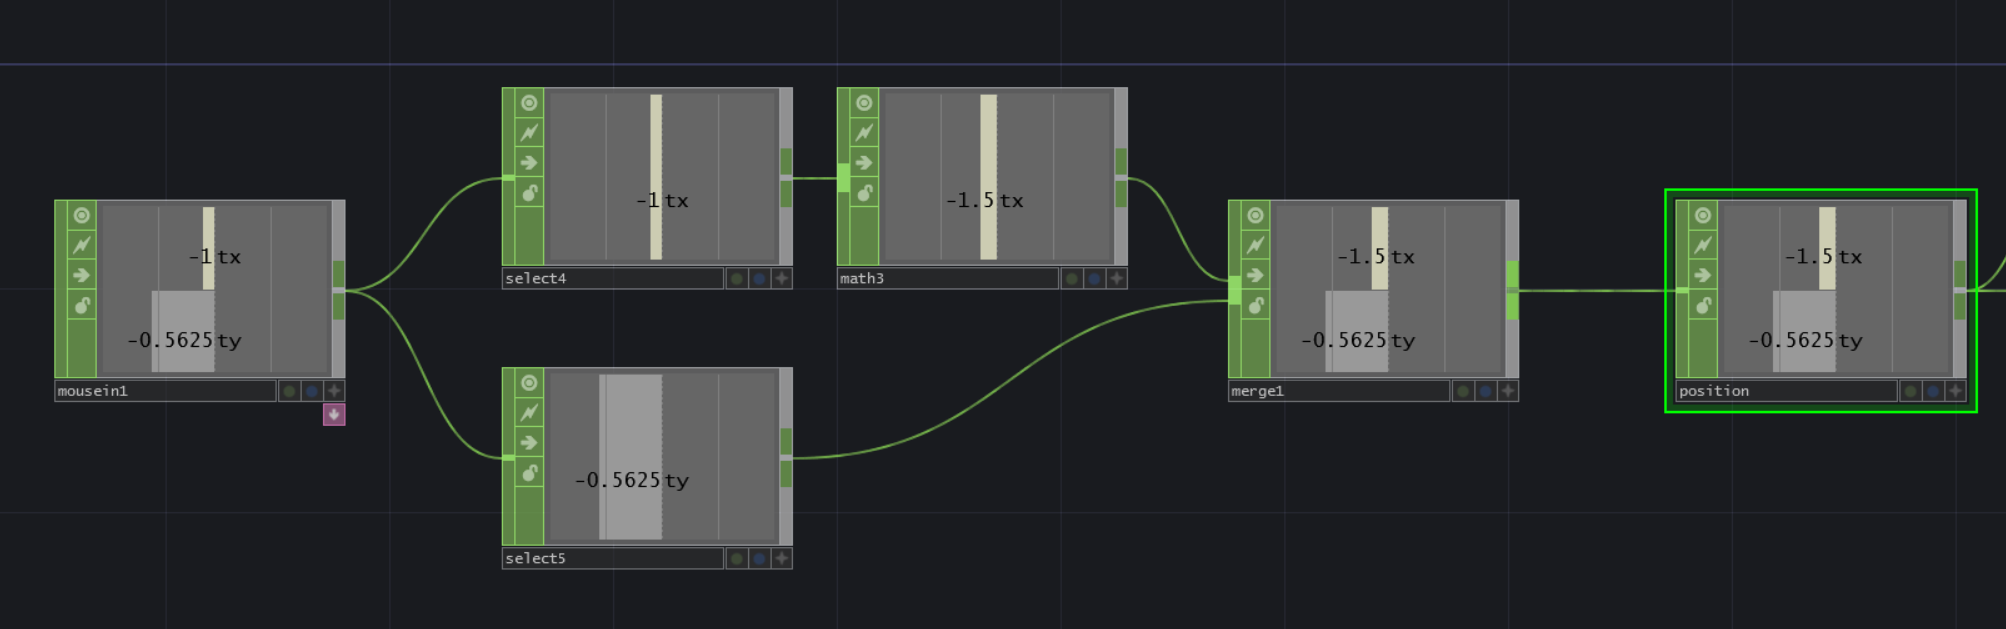 -1 tx
-0.5625 ty
mousein1
-1 tx
select4
-0.5625 ty
select5
-1.5 tx
math3
-1.5 tx
-0.5625 ty
merge1
-1.5 tx
-0.5625 ty
position